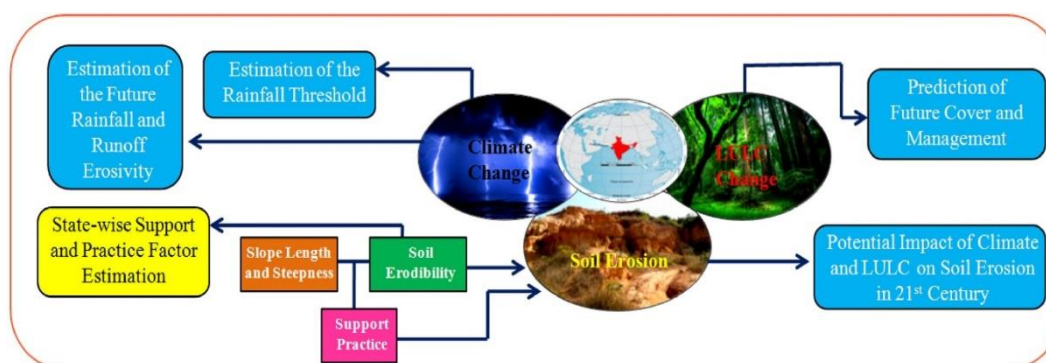 Estimation of
the Future
Rainfall and
Runoff
Erosivity
Estimation of the
Rainfall Threshold
Climate
Change
LULC
Change
Prediction of
Future Cover and
Management
State-wise Support
and Practice Factor
Estimation
Slope Length
and Steepness
Soil
Erodibility
Support
Practice
Soil Erosion
Potential Impact of Climate
and LULC on Soil Erosion
in 21st Century